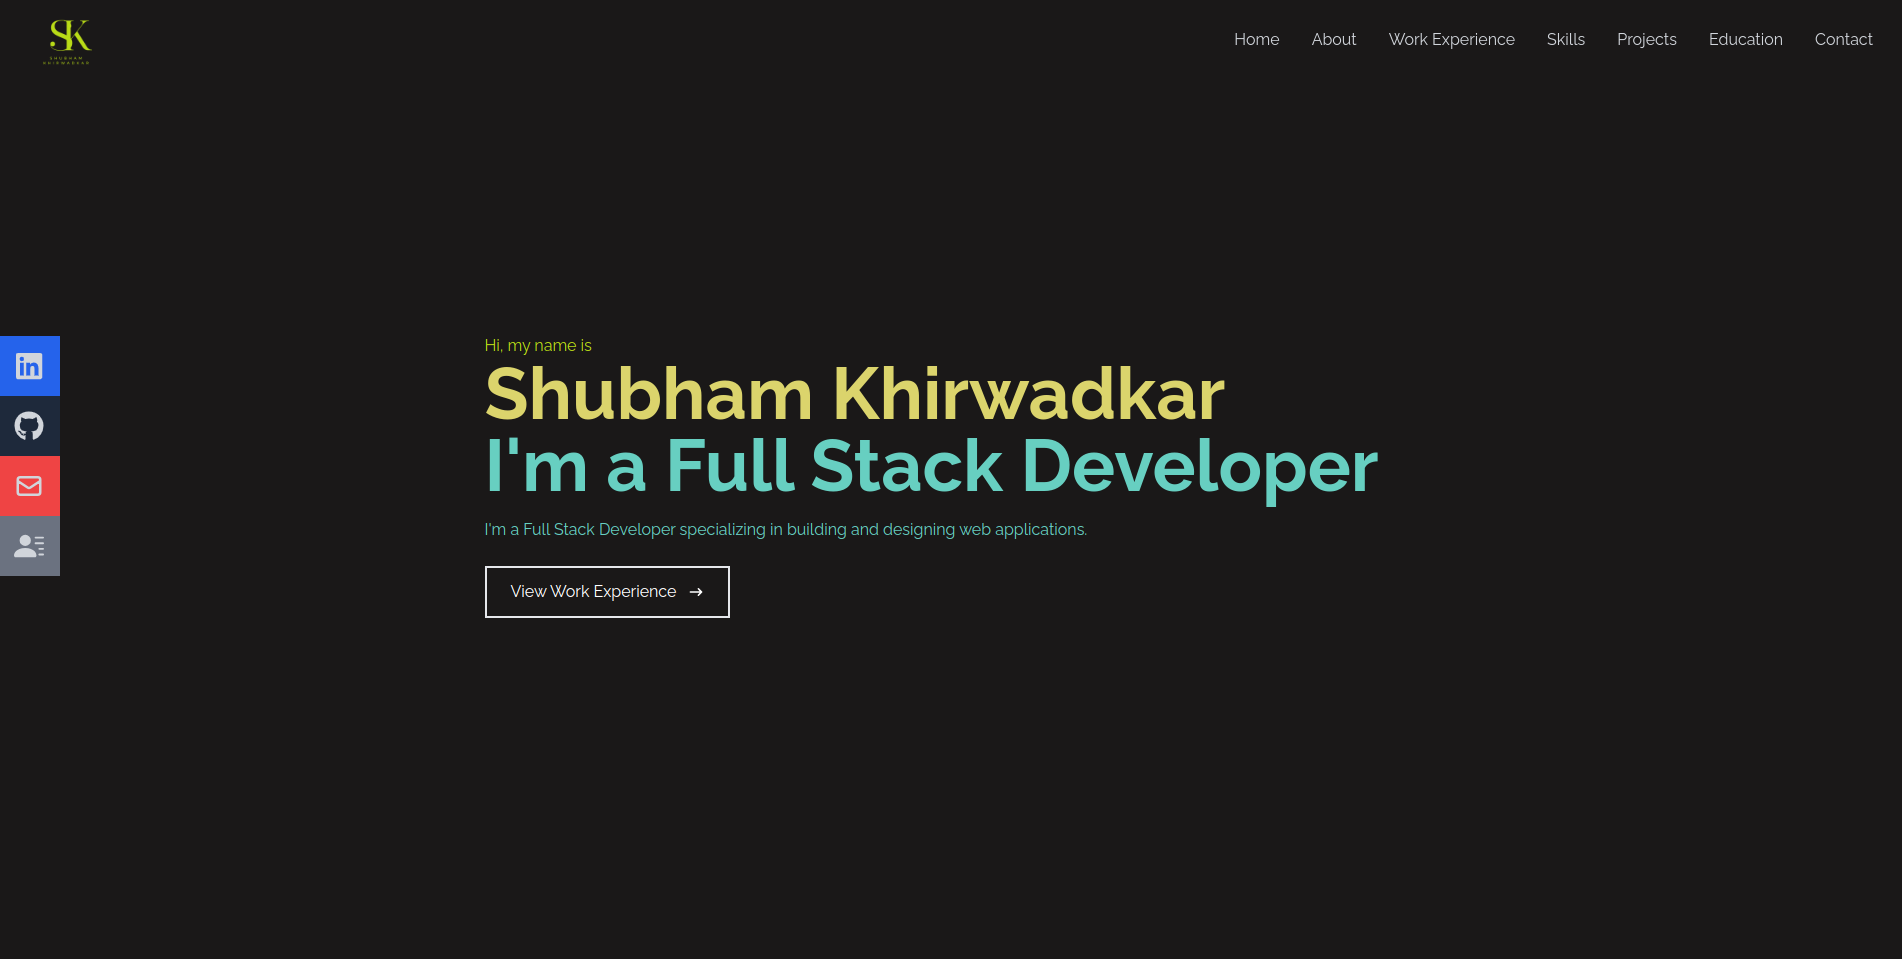 SK
SHUBHAM
KHIRWADKAR
Home
About
Work Experience
Skills
Projects
Education
Contact
in
Hi, my name is
Shubham Khirwadkar
I'm a Full Stack Developer
I'm a Full Stack Developer specializing in building and designing web applications.
View Work Experience →